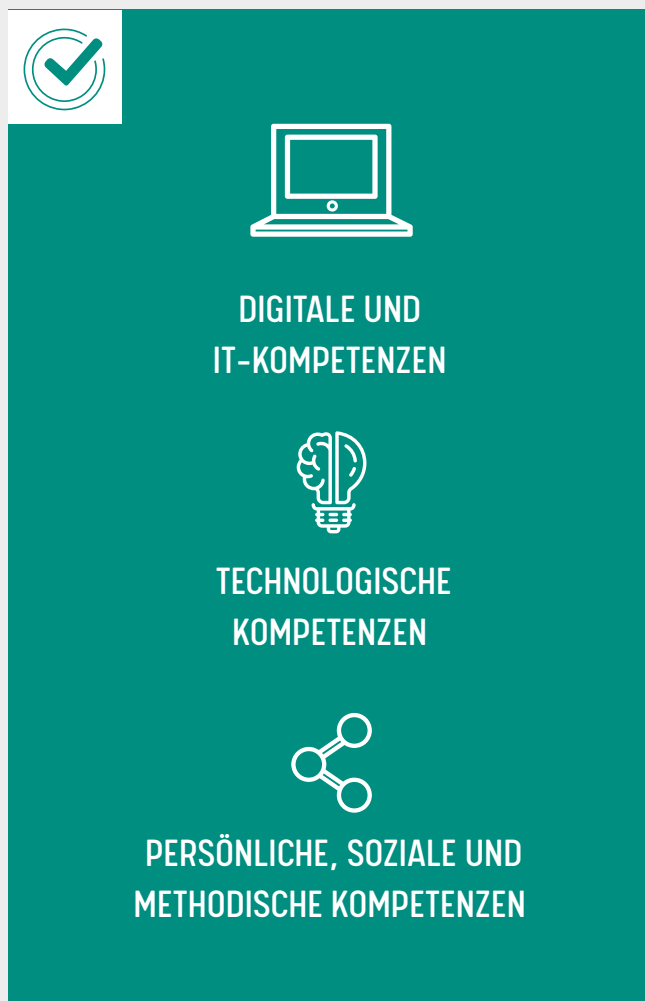 DIGITALE UND
IT-KOMPETENZEN
TECHNOLOGISCHE
KOMPETENZEN
PERSÖNLICHE, SOZIALE UND
METHODISCHE KOMPETENZEN